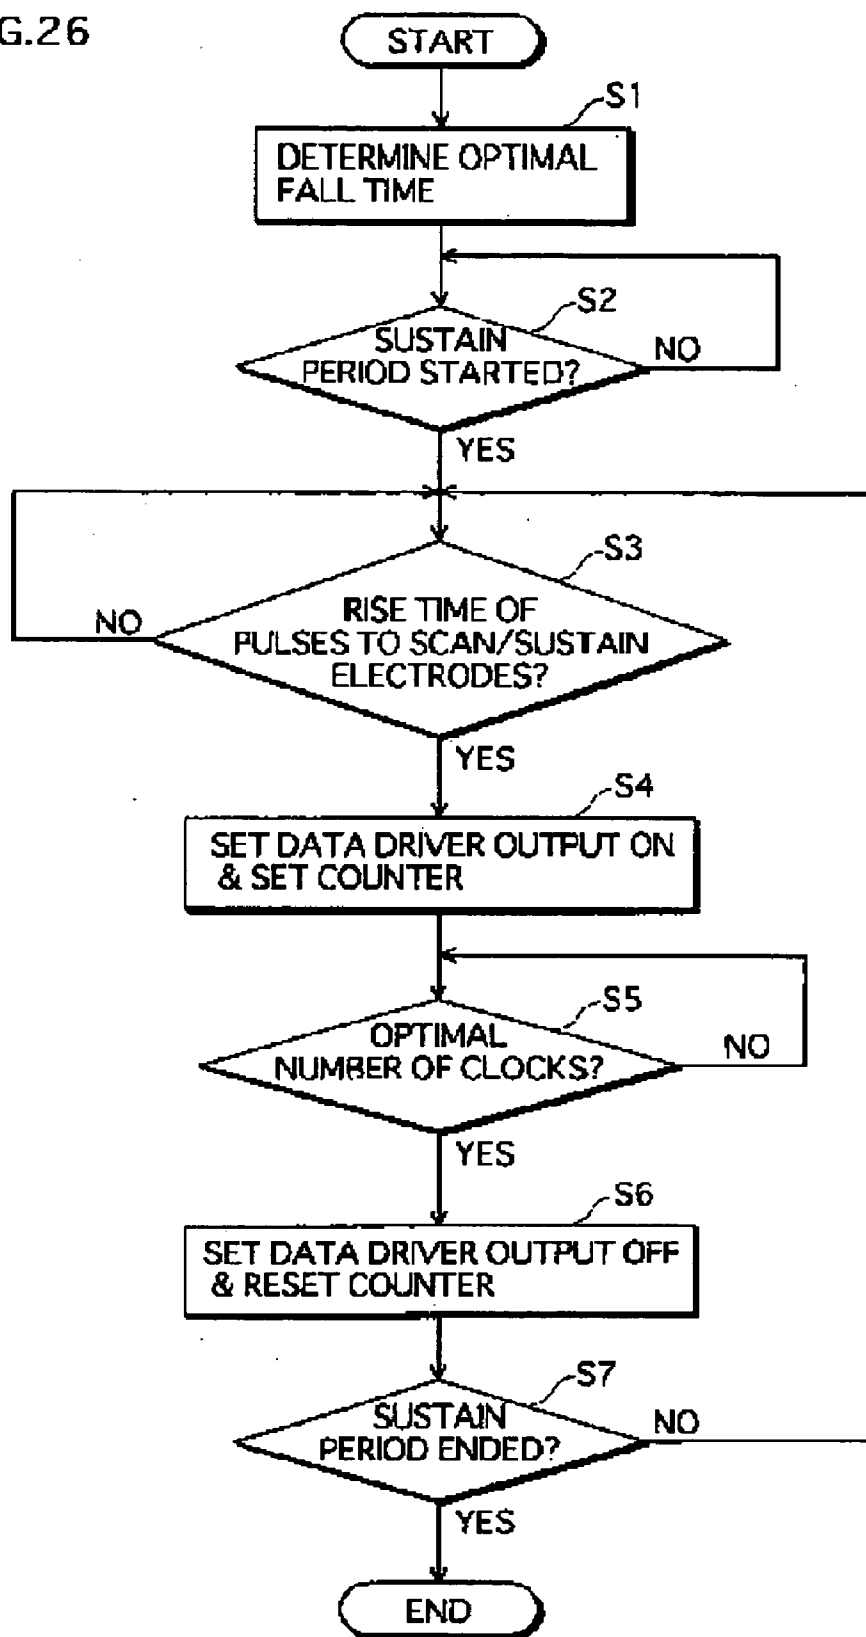 G.26
START
S1
DETERMINE OPTIMAL
FALL TIME
S2
SUSTAIN
PERIOD STARTED?
NO
YES
S3
RISE TIME OF
PULSES TO SCAN/SUSTAIN
ELECTRODES?
NO
YES
S4
SET DATA DRIVER OUTPUT ON
& SET COUNTER
S5
OPTIMAL
NUMBER OF CLOCKS?
NO
YES
S6
SET DATA DRIVER OUTPUT OFF
& RESET COUNTER
S7
SUSTAIN
PERIOD ENDED?
NO
YES
END